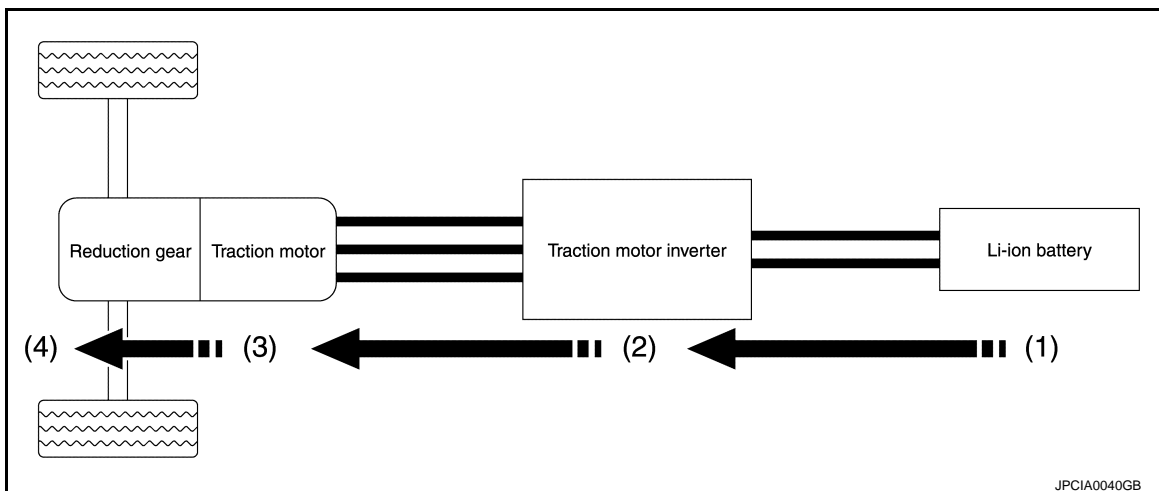 Reduction gear
Traction motor
Traction motor inverter
Li-ion battery
(4)
(3)
(2)
(1)
JPCIA0040GB